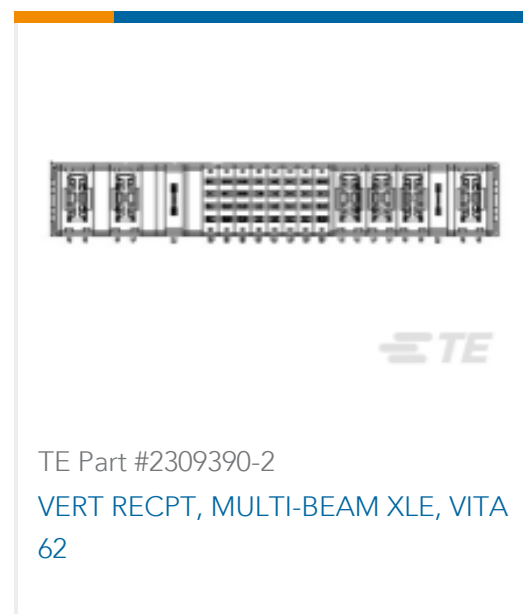 TE
TE Part #2309390-2
VERT RECPT, MULTI-BEAM XLE, VITA
62